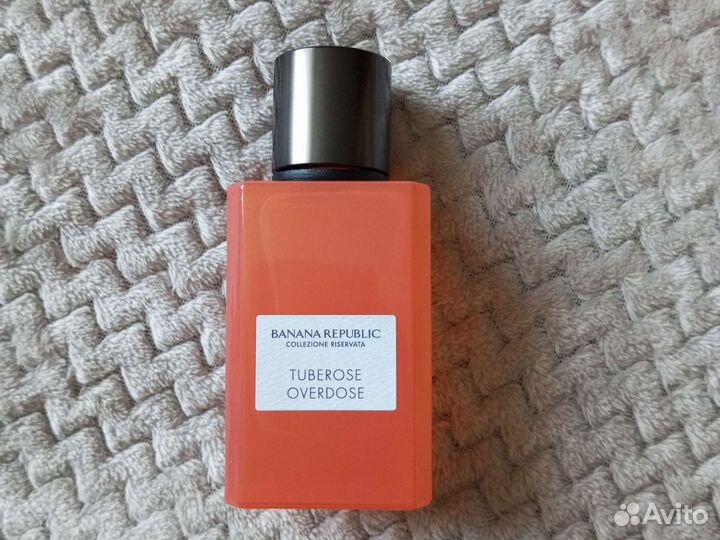 BANANA REPUBLIC
COLLEZIONE RISERVATA
TUBEROSE
OVERDOSE
Avito